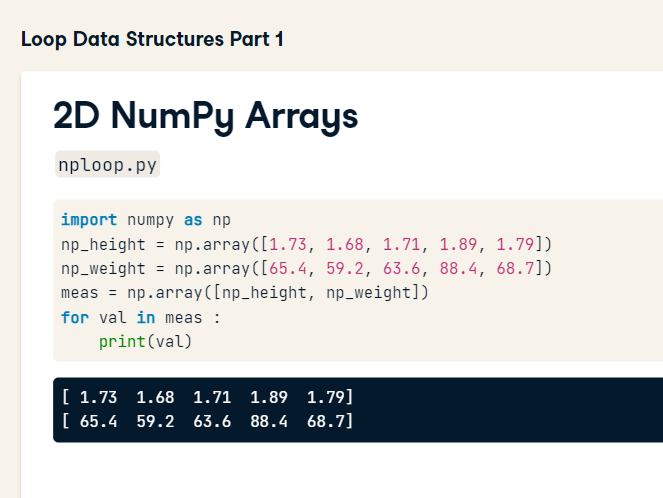 Loop Data Structures Part 1
2D NumPy Arrays
nploop.py
import numpy as np
np_height = np.array([1.73, 1.68, 1.71, 1.89, 1.79])
np_weight = np.array([65.4, 59.2, 63.6, 88.4, 68.7])
meas = np.array([np_height, np_weight])
for val in meas :
    print(val)
[ 1.73  1.68  1.71  1.89  1.79]
[ 65.4  59.2  63.6  88.4  68.7]